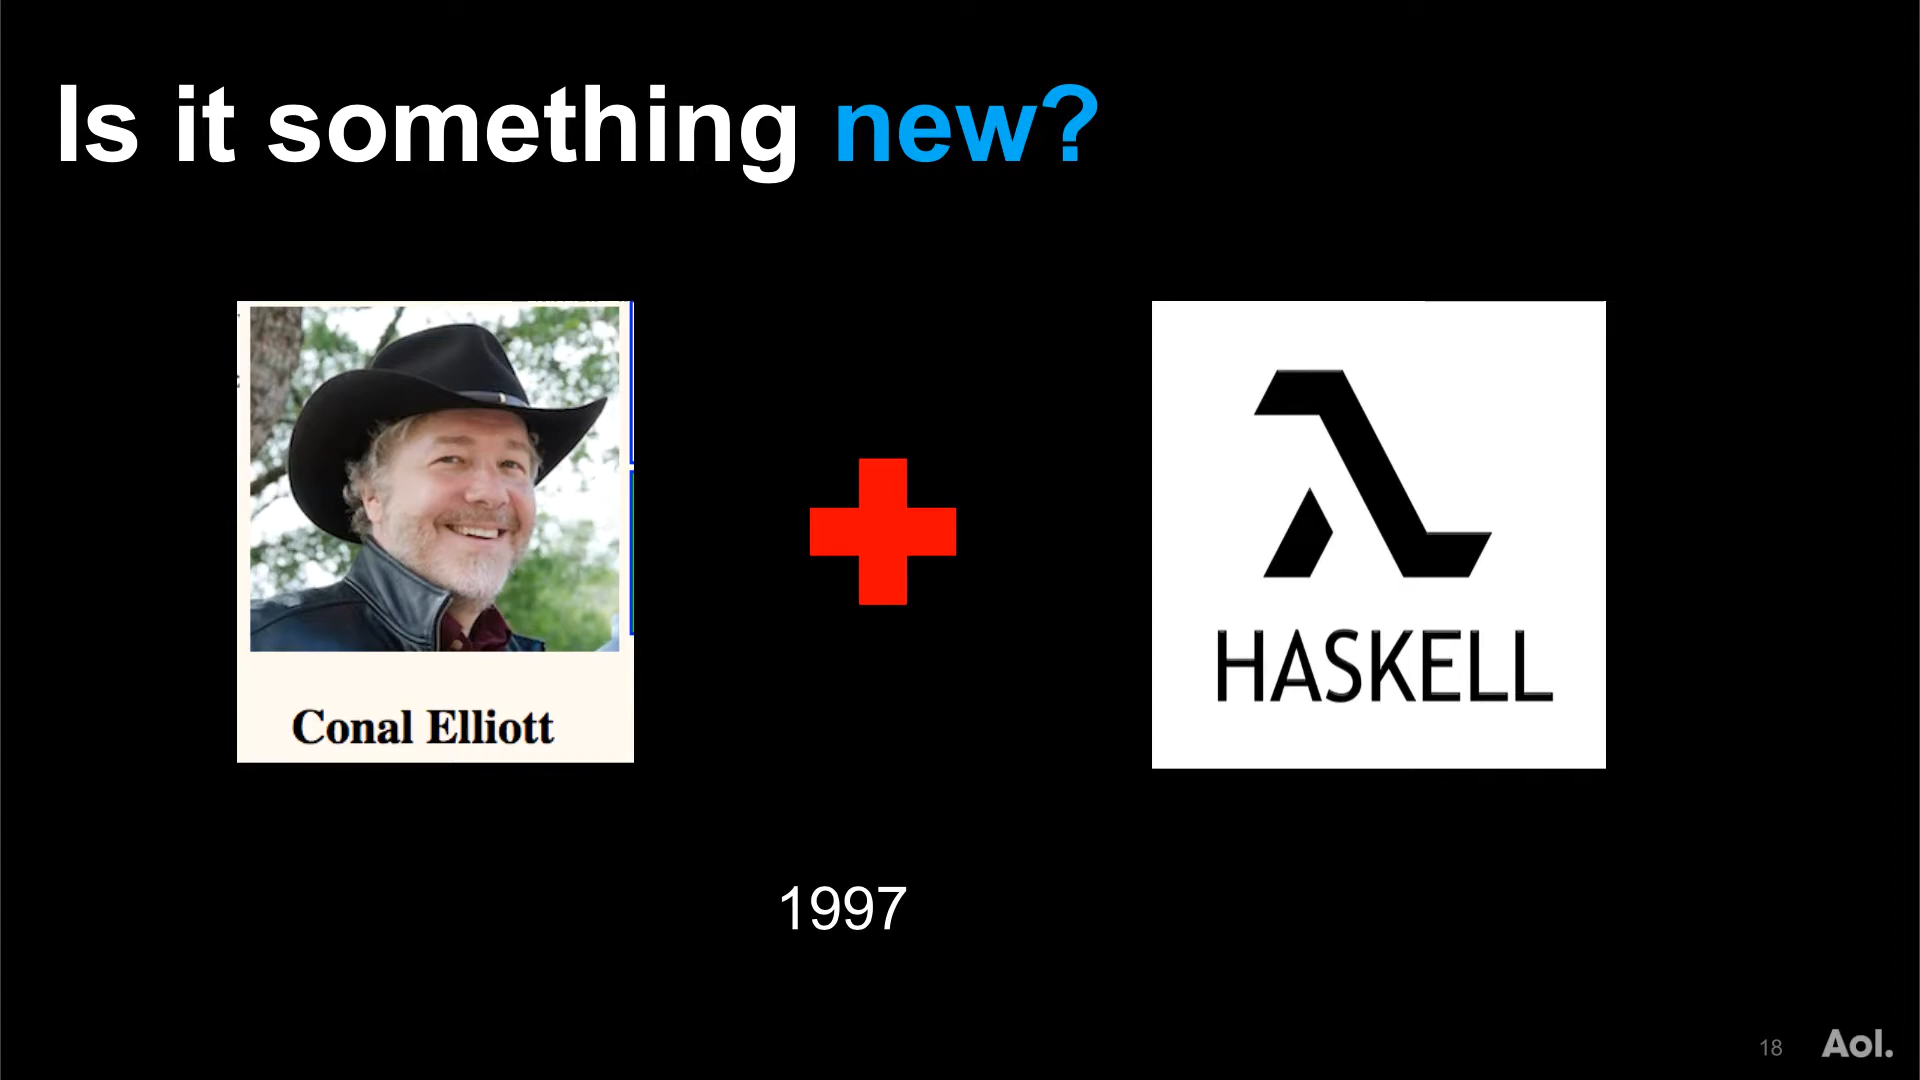 Is it something new?
Conal Elliott
HASKELL
1997
18
Aol.